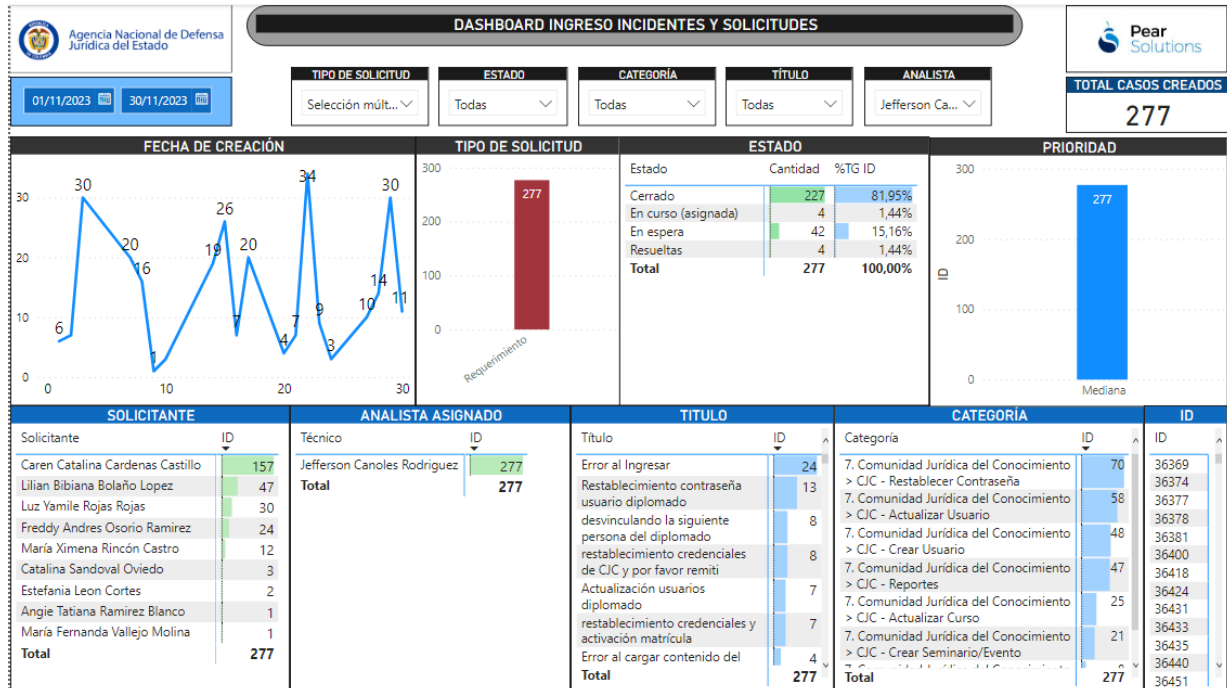 DASHBOARD INGRESO INCIDENTES Y SOLICITUDES
Agencia Nacional de Defensa
Jurídica del Estado
Pear
Solutions
01/11/2023 30/11/2023
TIPO DE SOLICITUD
Selección múlt...
ESTADO
Todas
CATEGORÍA
Todas
TÍTULO
Todas
ANALISTA
Jefferson Ca...
TOTAL CASOS CREADOS
277
FECHA DE CREACIÓN
30
20
10
0
6
30
20
16
1
19
26
7
20
4
7
34
9
3
10
14
30
11
0 10 20 30
TIPO DE SOLICITUD
300
200
100
0
277
Requerimiento
ESTADO
Estado Cantidad %TG ID
Cerrado 227 81,95%
En curso (asignada) 4 1,44%
En espera 42 15,16%
Resueltas 4 1,44%
Total 277 100,00%
PRIORIDAD
300
200
100
0
ID
277
Mediana
SOLICITANTE
Solicitante ID
Caren Catalina Cardenas Castillo 157
Lilian Bibiana Bolaño Lopez 47
Luz Yamile Rojas Rojas 30
Freddy Andres Osorio Ramirez 24
María Ximena Rincón Castro 12
Catalina Sandoval Oviedo 3
Estefania Leon Cortes 2
Angie Tatiana Ramirez Blanco 1
María Fernanda Vallejo Molina 1
Total 277
ANALISTA ASIGNADO
Técnico ID
Jefferson Canoles Rodriguez 277
Total 277
TITULO
Título ID
Error al Ingresar 24
Restablecimiento contraseña 13
usuario diplomado
desvinculando la siguiente 8
persona del diplomado
restablecimiento credenciales 8
de CJC y por favor remiti
Actualización usuarios 7
diplomado
restablecimiento credenciales y 7
activación matrícula
Error al cargar contenido del 4
Total 277
CATEGORÍA
Categoría ID
7. Comunidad Jurídica del Conocimiento 70
> CJC - Restablecer Contraseña
7. Comunidad Jurídica del Conocimiento 58
> CJC - Actualizar Usuario
7. Comunidad Jurídica del Conocimiento 48
> CJC - Crear Usuario
7. Comunidad Jurídica del Conocimiento 47
> CJC - Reportes
7. Comunidad Jurídica del Conocimiento 25
> CJC - Actualizar Curso
7. Comunidad Jurídica del Conocimiento 21
> CJC - Crear Seminario/Evento
Total 277
ID
ID
36369
36374
36377
36378
36381
36400
36418
36424
36431
36433
36435
36440
36451